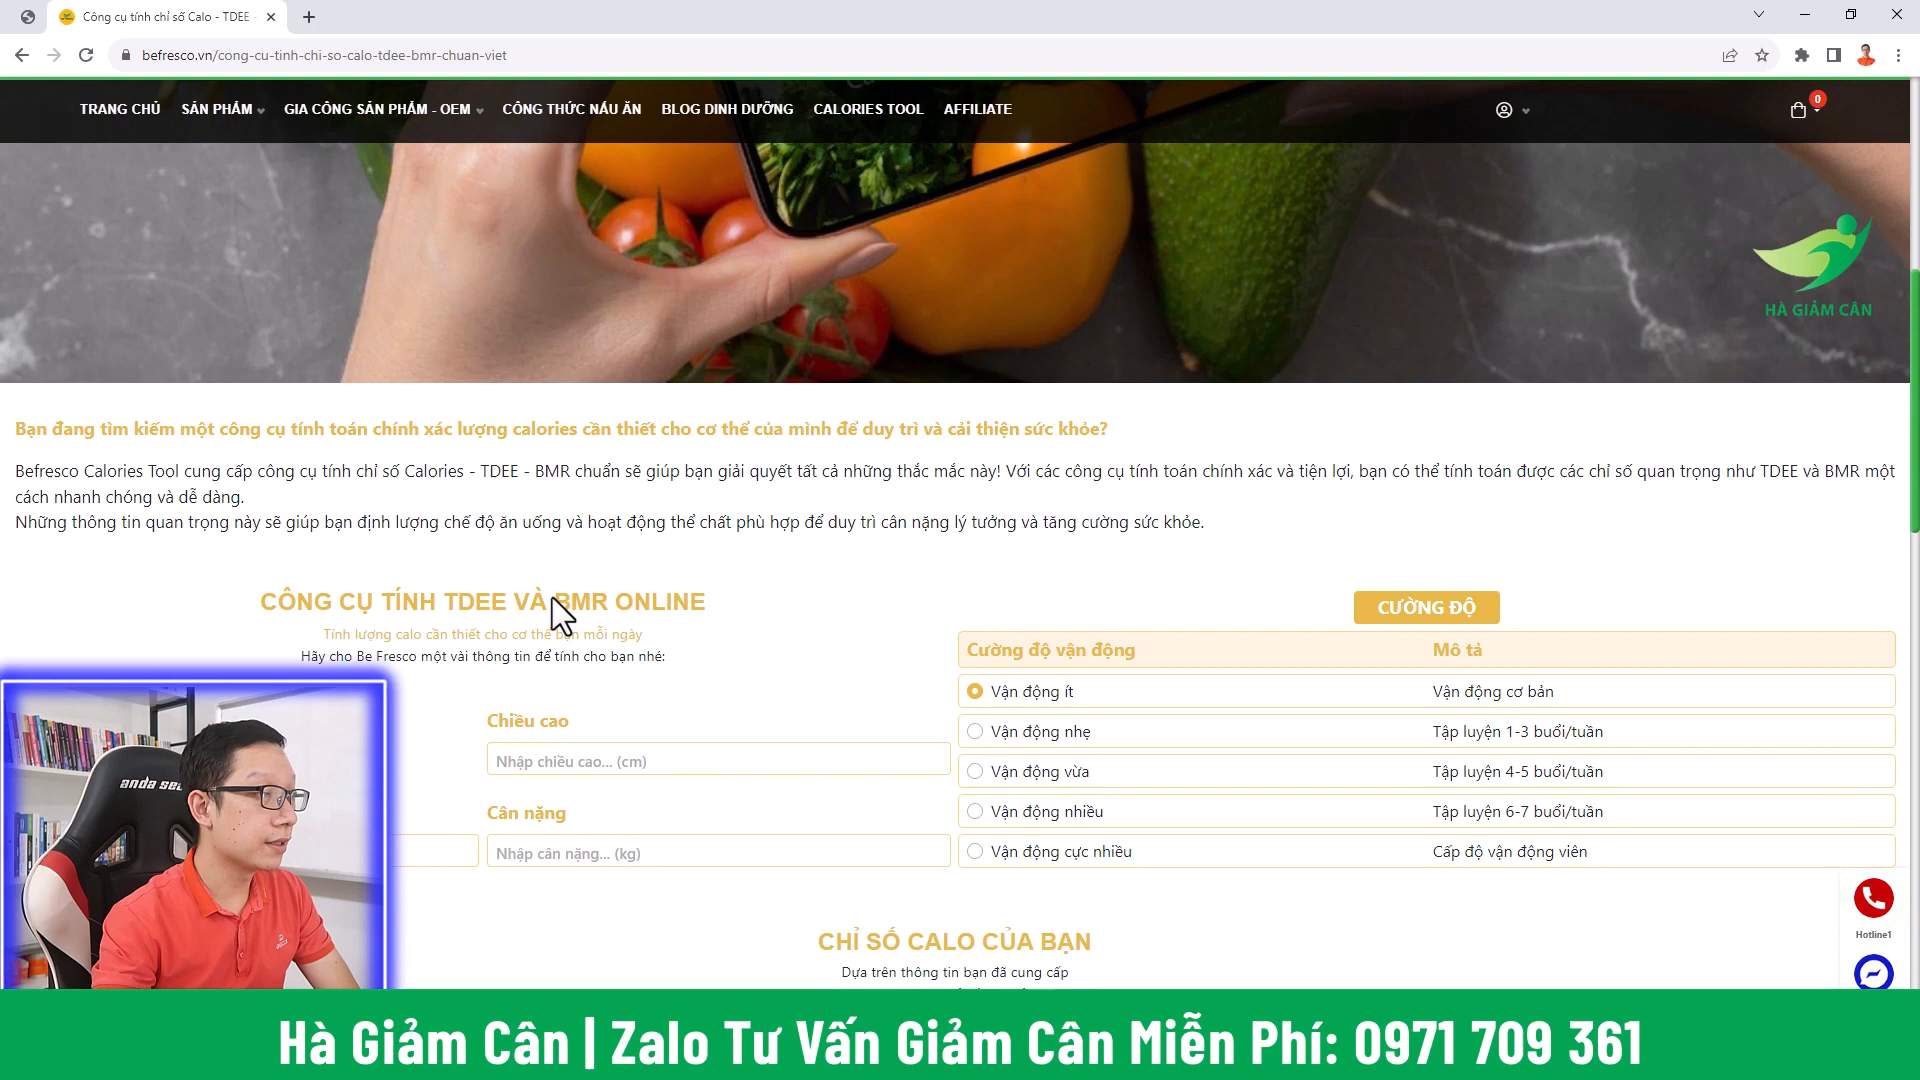 Công cụ tính chỉ số Calo - TDEE
befresco.vn/cong-cu-tinh-chi-so-calo-tdee-bmr-chuan-viet
TRANG CHỦ SẢN PHẨM GIA CÔNG SẢN PHẨM - OEM CÔNG THỨC NẤU ĂN BLOG DINH DƯỠNG CALORIES TOOL AFFILIATE
0
HÀ GIẢM CÂN
Bạn đang tìm kiếm một công cụ tính toán chính xác lượng calories cần thiết cho cơ thể của mình để duy trì và cải thiện sức khỏe?
Befresco Calories Tool cung cấp công cụ tính chỉ số Calories - TDEE - BMR chuẩn sẽ giúp bạn giải quyết tất cả những thắc mắc này! Với các công cụ tính toán chính xác và tiện lợi, bạn có thể tính toán được các chỉ số quan trọng như TDEE và BMR một
cách nhanh chóng và dễ dàng.
Những thông tin quan trọng này sẽ giúp bạn định lượng chế độ ăn uống và hoạt động thể chất phù hợp để duy trì cân nặng lý tưởng và tăng cường sức khỏe.
CÔNG CỤ TÍNH TDEE VÀ BMR ONLINE
Tính lượng calo cần thiết cho cơ thể bạn mỗi ngày
Hãy cho Be Fresco một vài thông tin để tính cho bạn nhé:
Chiều cao
Nhập chiều cao... (cm)
Cân nặng
Nhập cân nặng... (kg)
CƯỜNG ĐỘ
Cường độ vận động Mô tả
Vận động ít Vận động cơ bản
Vận động nhẹ Tập luyện 1-3 buổi/tuần
Vận động vừa Tập luyện 4-5 buổi/tuần
Vận động nhiều Tập luyện 6-7 buổi/tuần
Vận động cực nhiều Cấp độ vận động viên
anda sea
CHỈ SỐ CALO CỦA BẠN
Dựa trên thông tin bạn đã cung cấp
Hotline1
Hà Giảm Cân | Zalo Tư Vấn Giảm Cân Miễn Phí: 0971 709 361